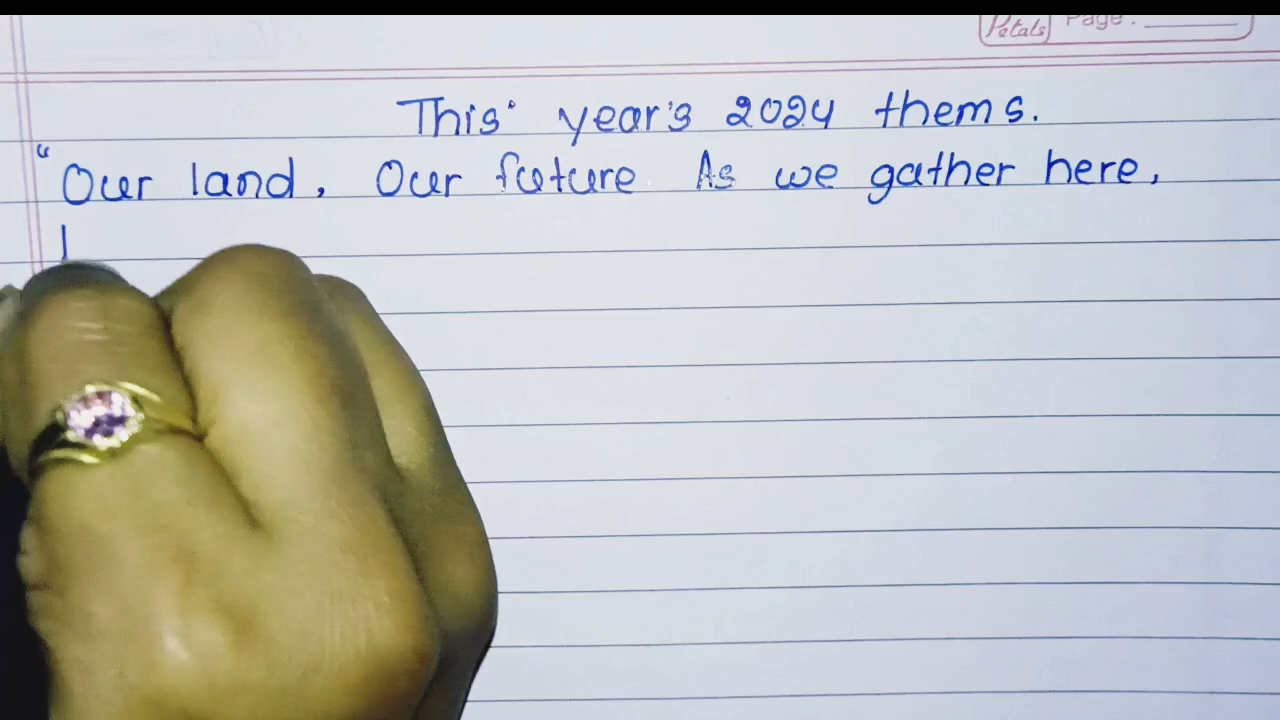 Petals Page :
This year's 2024 thems.
"Our land, Our future As we gather here,